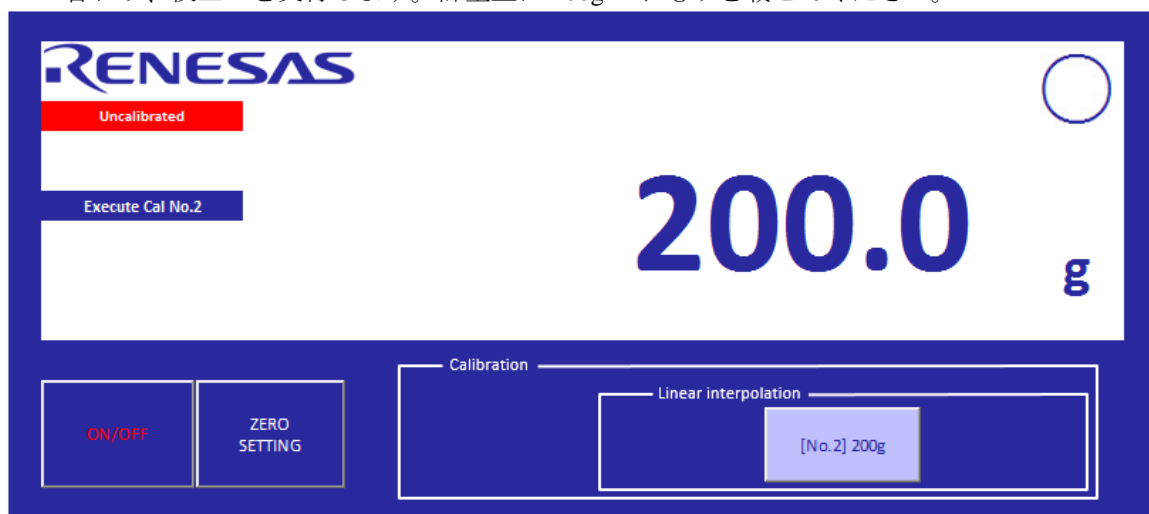 RENESAS
Uncalibrated
Execute Cal No.2
200.0
g
Calibration
Linear interpolation
ON/OFF
ZERO
SETTING
[No.2] 200g